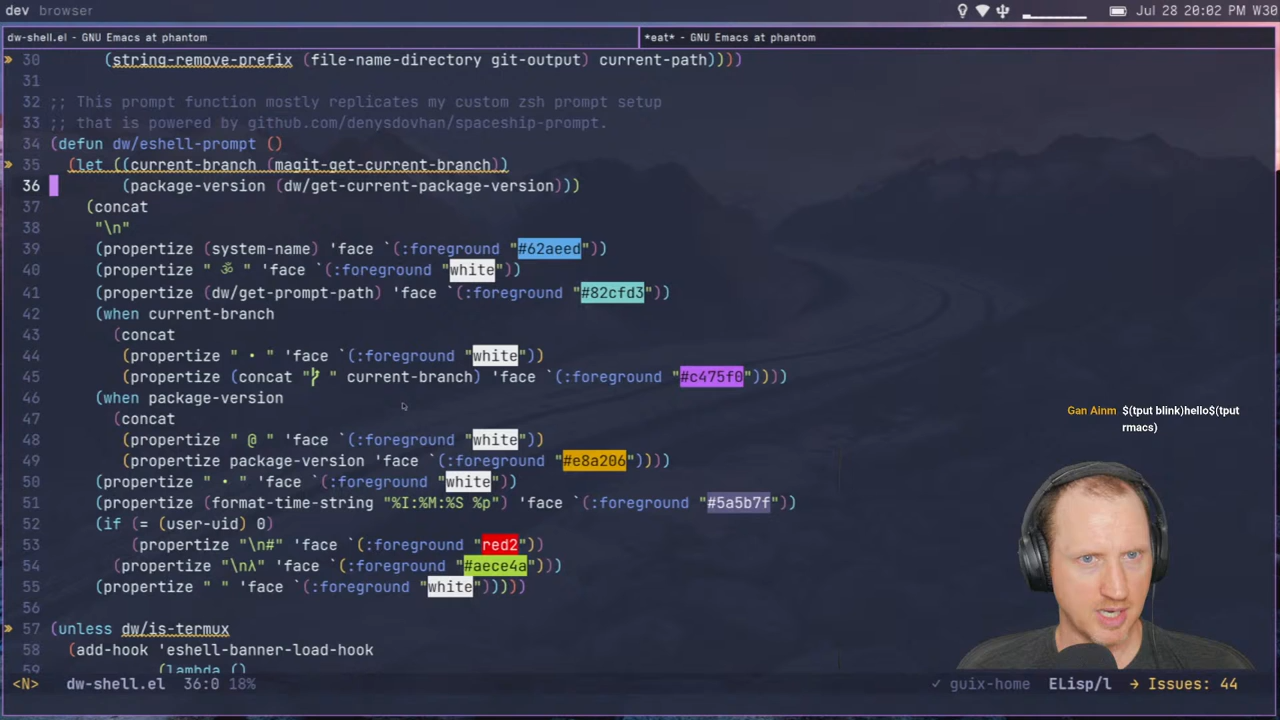 dev browser
Jul 28 20:02 PM W30
dw-shell.el - GNU Emacs at phantom
*eat* - GNU Emacs at phantom
» 30 (string-remove-prefix (file-name-directory git-output) current-path))))
31
32 ;; This prompt function mostly replicates my custom zsh prompt setup
33 ;; that is powered by github.com/denysdovhan/spaceship-prompt.
34 (defun dw/eshell-prompt ()
» 35 (let ((current-branch (magit-get-current-branch))
36 (package-version (dw/get-current-package-version)))
37 (concat
38 "\n"
39 (propertize (system-name) 'face `(:foreground "#62aeed"))
40 (propertize " ॐ " 'face `(:foreground "white"))
41 (propertize (dw/get-prompt-path) 'face `(:foreground "#82cfd3"))
42 (when current-branch
43 (concat
44 (propertize " • " 'face `(:foreground "white"))
45 (propertize (concat " " current-branch) 'face `(:foreground "#c475f0"))))
46 (when package-version
47 (concat
48 (propertize " @ " 'face `(:foreground "white"))
49 (propertize package-version 'face `(:foreground "#e8a206"))))
50 (propertize " • " 'face `(:foreground "white"))
51 (propertize (format-time-string "%I:%M:%S %p") 'face `(:foreground "#5a5b7f"))
52 (if (= (user-uid) 0)
53 (propertize "\n#" 'face `(:foreground "red2"))
54 (propertize "\nλ" 'face `(:foreground "#aece4a")))
55 (propertize " " 'face `(:foreground "white")))))
56
» 57 (unless dw/is-termux
58 (add-hook 'eshell-banner-load-hook
59 (lambda ()
Gan Ainm $(tput blink)hello$(tput
rmacs)
<N> dw-shell.el 36:0 18%
✓ guix-home ELisp/l → Issues: 44